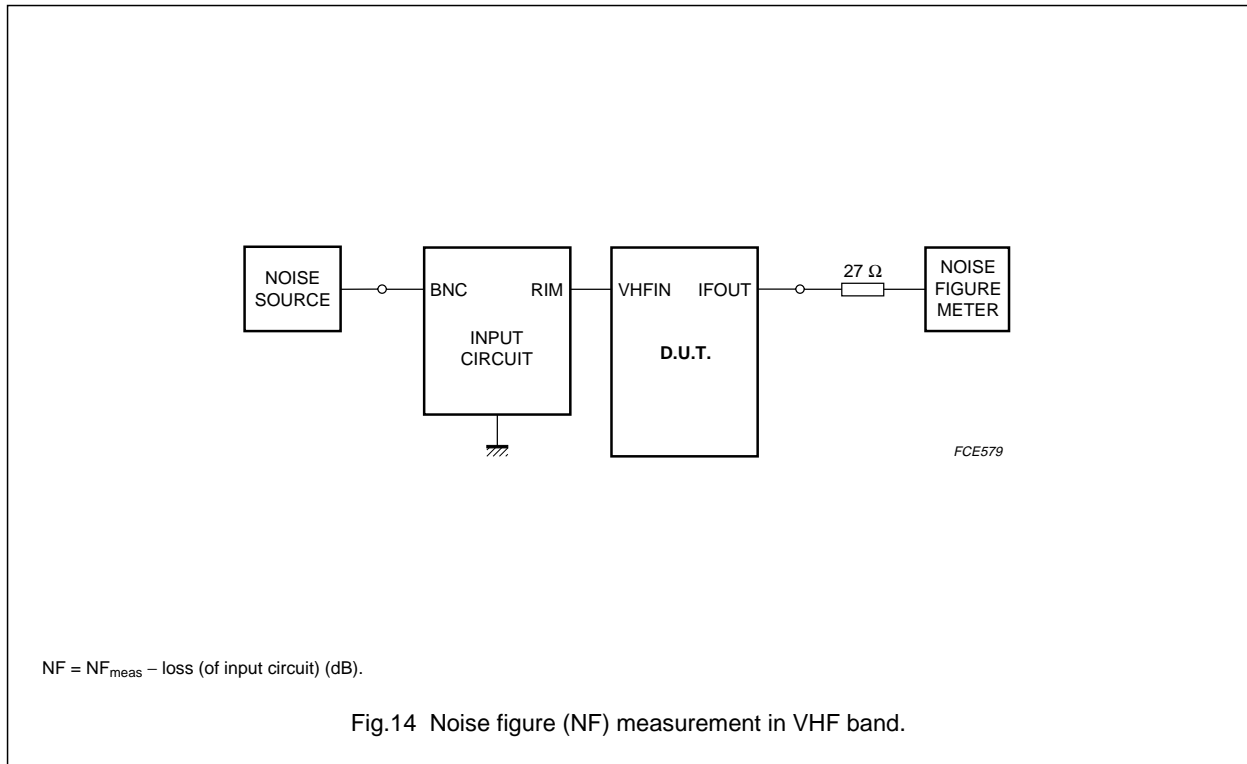 NOISE
SOURCE
BNC
RIM
INPUT
CIRCUIT
VHFIN
IFOUT
D.U.T.
27 Ω
NOISE
FIGURE
METER
FCE579
NF = NFmeas − loss (of input circuit) (dB).
Fig.14 Noise figure (NF) measurement in VHF band.